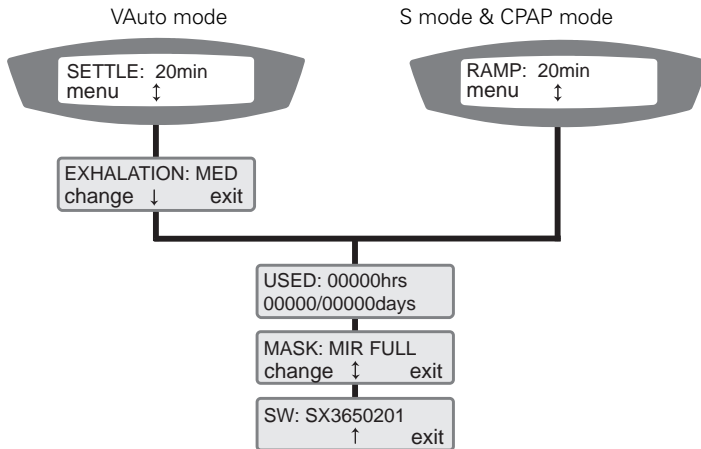 VAuto mode
S mode & CPAP mode
SETTLE: 20min
menu ↕
RAMP: 20min
menu ↕
EXHALATION: MED
change ↓ exit
USED: 00000hrs
00000/00000days
MASK: MIR FULL
change ↕ exit
SW: SX3650201
↑ exit